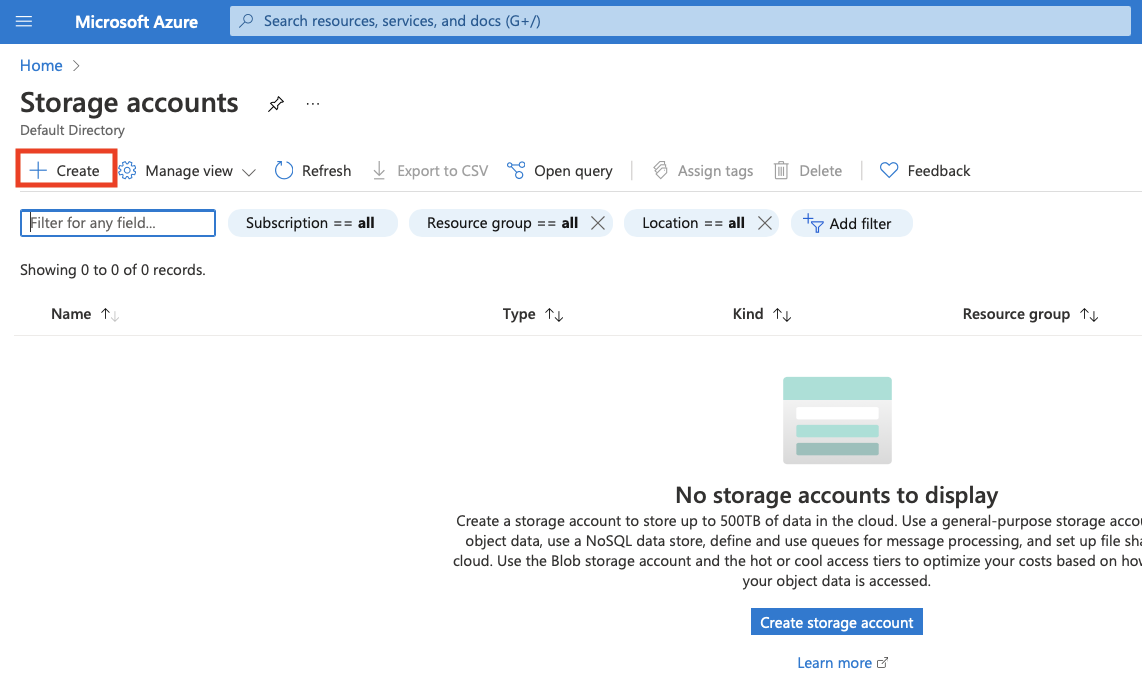 Microsoft Azure
Search resources, services, and docs (G+/)
Home
Storage accounts
Default Directory
Create Manage view Refresh Export to CSV Open query Assign tags Delete Feedback
Filter for any field... Subscription == all Resource group == all Location == all Add filter
Showing 0 to 0 of 0 records.
Name Type Kind Resource group
No storage accounts to display
Create a storage account to store up to 500TB of data in the cloud. Use a general-purpose storage
object data, use a NoSQL data store, define and use queues for message processing, and set up file
cloud. Use the Blob storage account and the hot or cool access tiers to optimize your costs based on
your object data is accessed.
Create storage account
Learn more